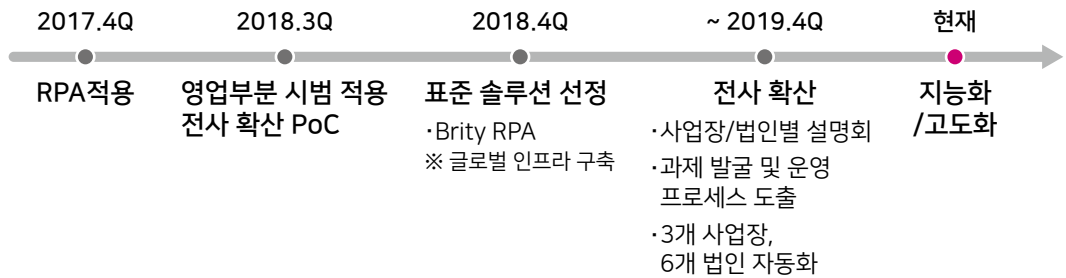 2017.4Q
RPA적용
2018.3Q
영업부분 시범 적용
전사 확산 PoC
2018.4Q
표준 솔루션 선정
·Brity RPA
※ 글로벌 인프라 구축
~ 2019.4Q
전사 확산
·사업장/법인별 설명회
·과제 발굴 및 운영
프로세스 도출
·3개 사업장,
6개 법인 자동화
현재
지능화
/고도화